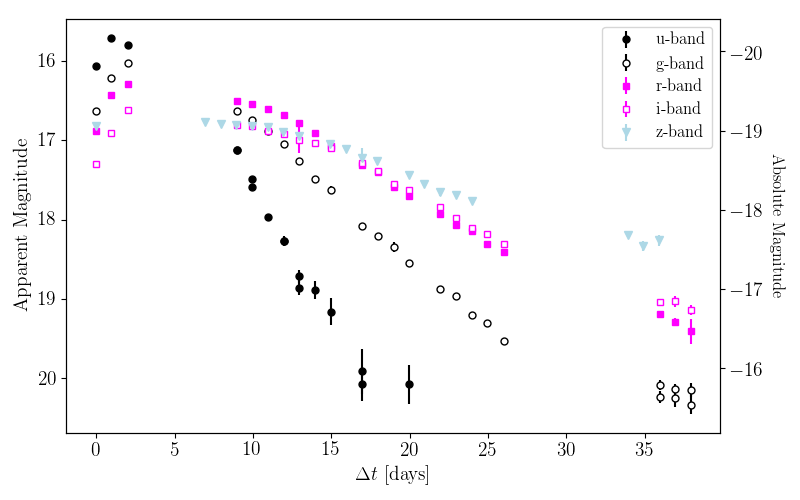 u-band
g-band
r-band
i-band
z-band
16
17
18
19
20
Apparent Magnitude
−20
−19
−18
−17
−16
Absolute Magnitude
0 5 10 15 20 25 30 35
Δt [days]